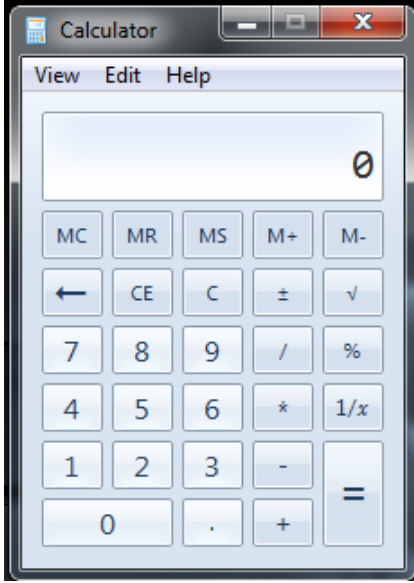 Calculator
View Edit Help
0
MC MR MS M+ M-
← CE C ± √
7 8 9 / %
4 5 6 * 1/x
1 2 3 - =
0 . +